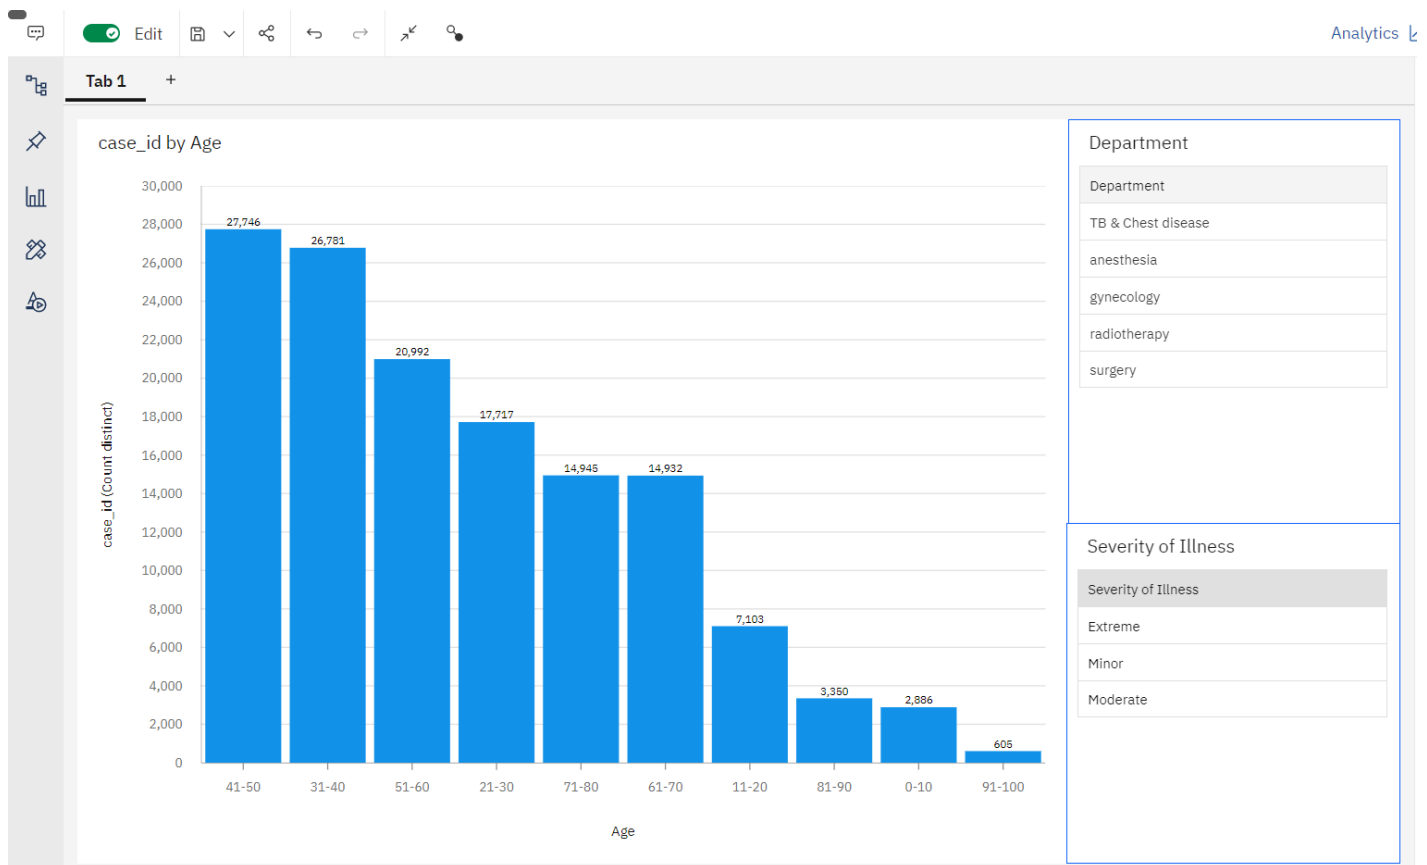 Edit
Analytics
Tab 1
+
case_id by Age
30,000
28,000
26,000
24,000
22,000
20,000
18,000
16,000
14,000
12,000
10,000
8,000
6,000
4,000
2,000
0
case_id (Count distinct)
27,746
26,781
20,992
17,717
14,945
14,932
7,103
3,350
2,886
605
41-50
31-40
51-60
21-30
71-80
61-70
11-20
81-90
0-10
91-100
Age
Department
Department
TB & Chest disease
anesthesia
gynecology
radiotherapy
surgery
Severity of Illness
Severity of Illness
Extreme
Minor
Moderate